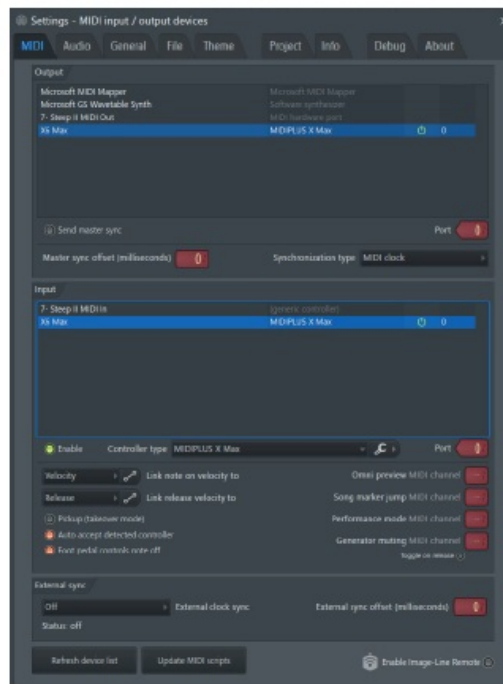 Settings - MIDI input / output devices
MIDI Audio General File Theme Project Info Debug About
Output
Microsoft MIDI Mapper Microsoft MIDI Mapper
Microsoft GS Wavetable Synth Software synthesizer
7- Steep II MIDI Out MIDI hardware port
X6 Max MIDIPLUS X Max 0
Send master sync Port 0
Master sync offset (milliseconds) 0 Synchronization type MIDI clock
Input
7- Steep II MIDI In (generic controller)
X6 Max MIDIPLUS X Max 0
Enable Controller type MIDIPLUS X Max Port 0
Velocity Link note on velocity to Omni preview MIDI channel
Release Link release velocity to Song marker jump MIDI channel
Pickup (takeover mode) Performance mode MIDI channel
Auto accept detected controller Generator muting MIDI channel
Foot pedal controls note off Toggle on release
External sync
Off External clock sync External sync offset (milliseconds) 0
Status: off
Refresh device list Update MIDI scripts Enable Image-Line Remote